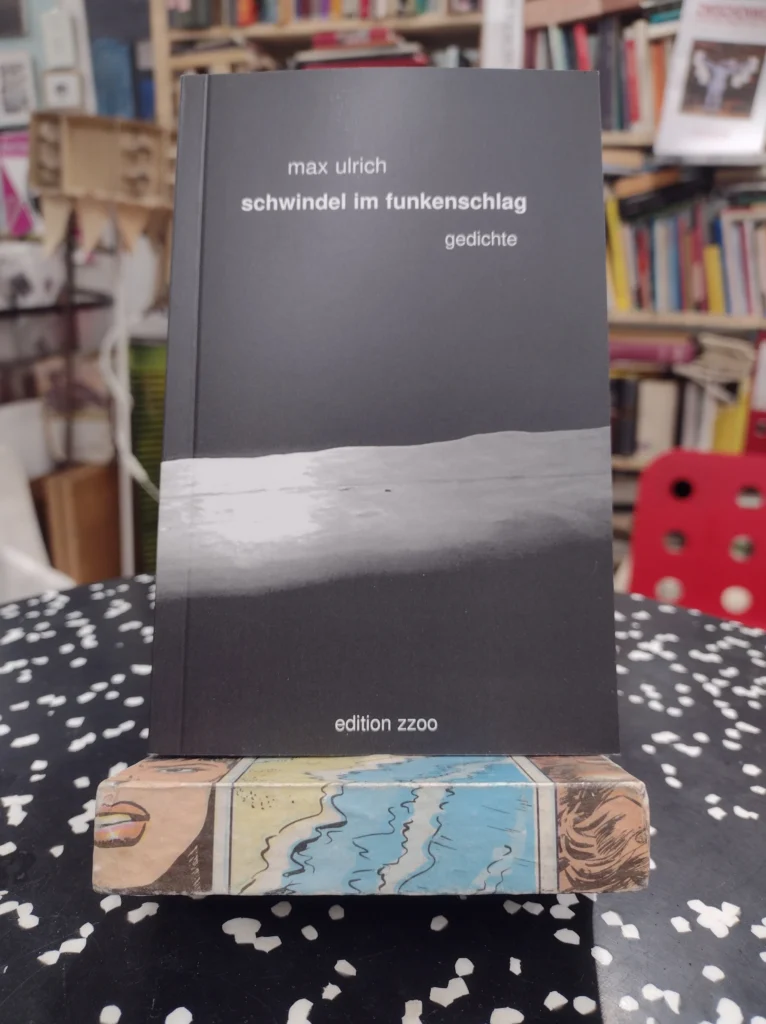 max ulrich
schwindel im funkenschlag
gedichte
edition zzoo